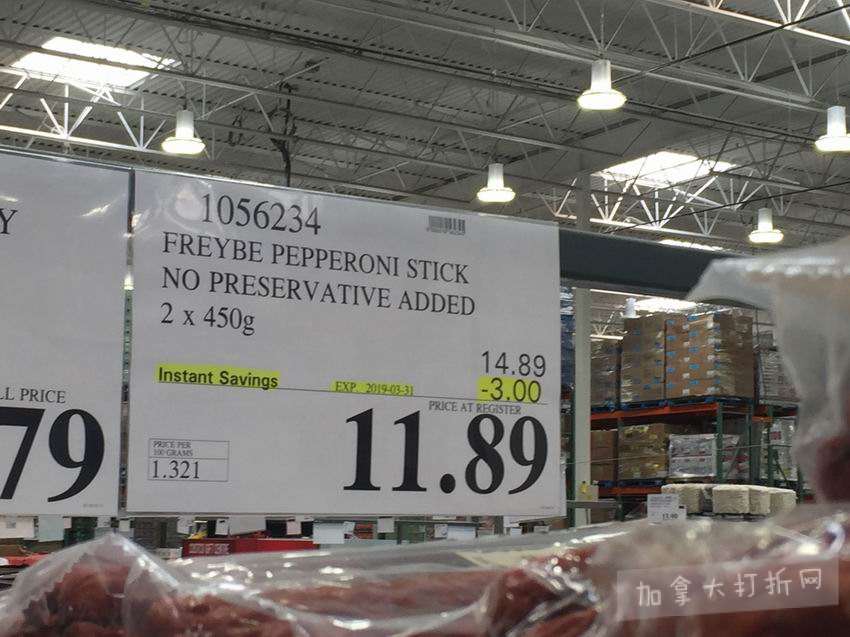 Y
LL PRICE
79
1056234
FREYBE PEPPERONI STICK
NO PRESERVATIVE ADDED
2 x 450g
14.89
Instant Savings
EXP. 2019-03-31
-3.00
PRICE AT REGISTER
11.89
PRICE PER
100 GRAMS
1.321
加拿大打折网